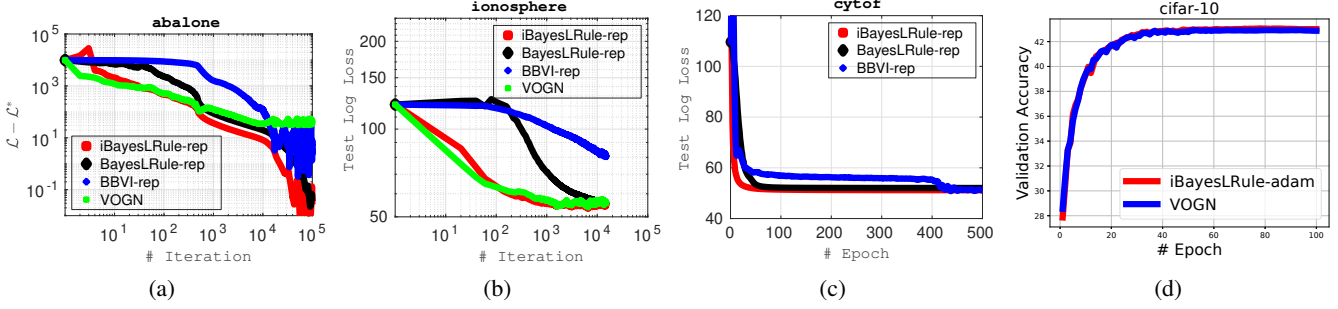 abalone
10^5
10^3
10^1
10^-1
ℒ − ℒ*
iBayesLRule-rep
BayesLRule-rep
BBVI-rep
VOGN
10^1 10^2 10^3 10^4 10^5
# Iteration
(a)
ionosphere
200
150
100
50
Test Log Loss
iBayesLRule-rep
BayesLRule-rep
BBVI-rep
VOGN
10^1 10^2 10^3 10^4 10^5
# Iteration
(b)
cytof
120
100
80
60
40
Test Log Loss
iBayesLRule-rep
BayesLRule-rep
BBVI-rep
0 100 200 300 400 500
# Epoch
(c)
cifar-10
42
40
38
36
34
32
30
28
Validation Accuracy
iBayesLRule-adam
VOGN
0 20 40 60 80 100
# Epoch
(d)